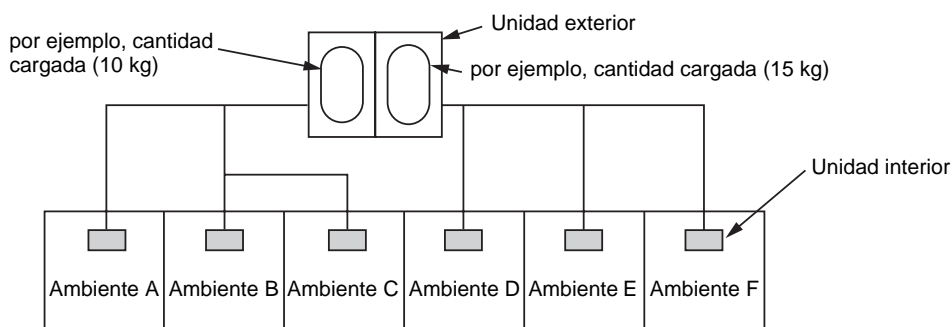 por ejemplo, cantidad
cargada (10 kg)
Unidad exterior
por ejemplo, cantidad cargada (15 kg)
Unidad interior
Ambiente A
Ambiente B
Ambiente C
Ambiente D
Ambiente E
Ambiente F